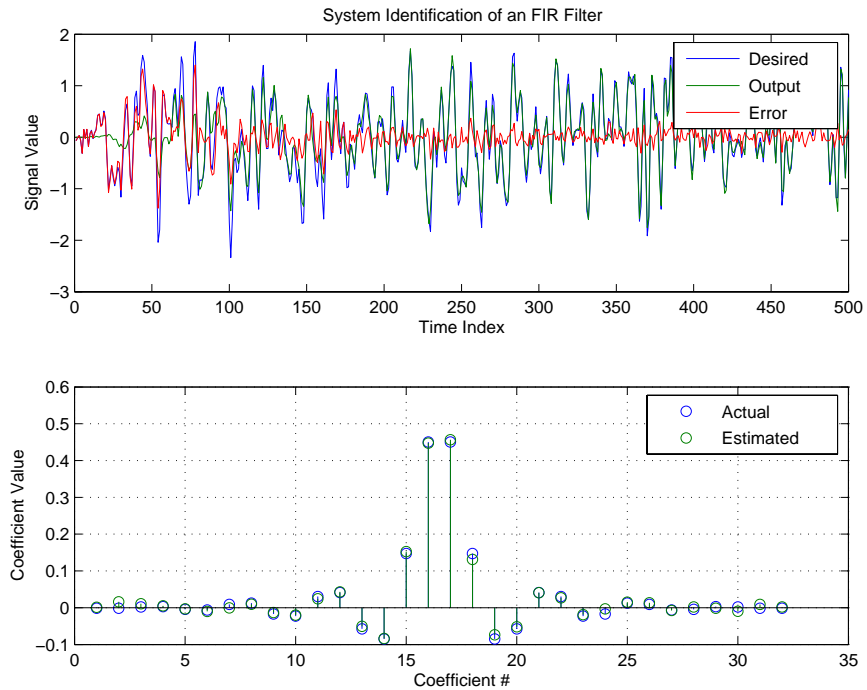 System Identification of an FIR Filter
2
1
0
−1
−2
−3
Signal Value
Desired
Output
Error
0 50 100 150 200 250 300 350 400 450 500
Time Index
0.6
0.5
0.4
0.3
0.2
0.1
0
−0.1
Coefficient Value
Actual
Estimated
0 5 10 15 20 25 30 35
Coefficient #